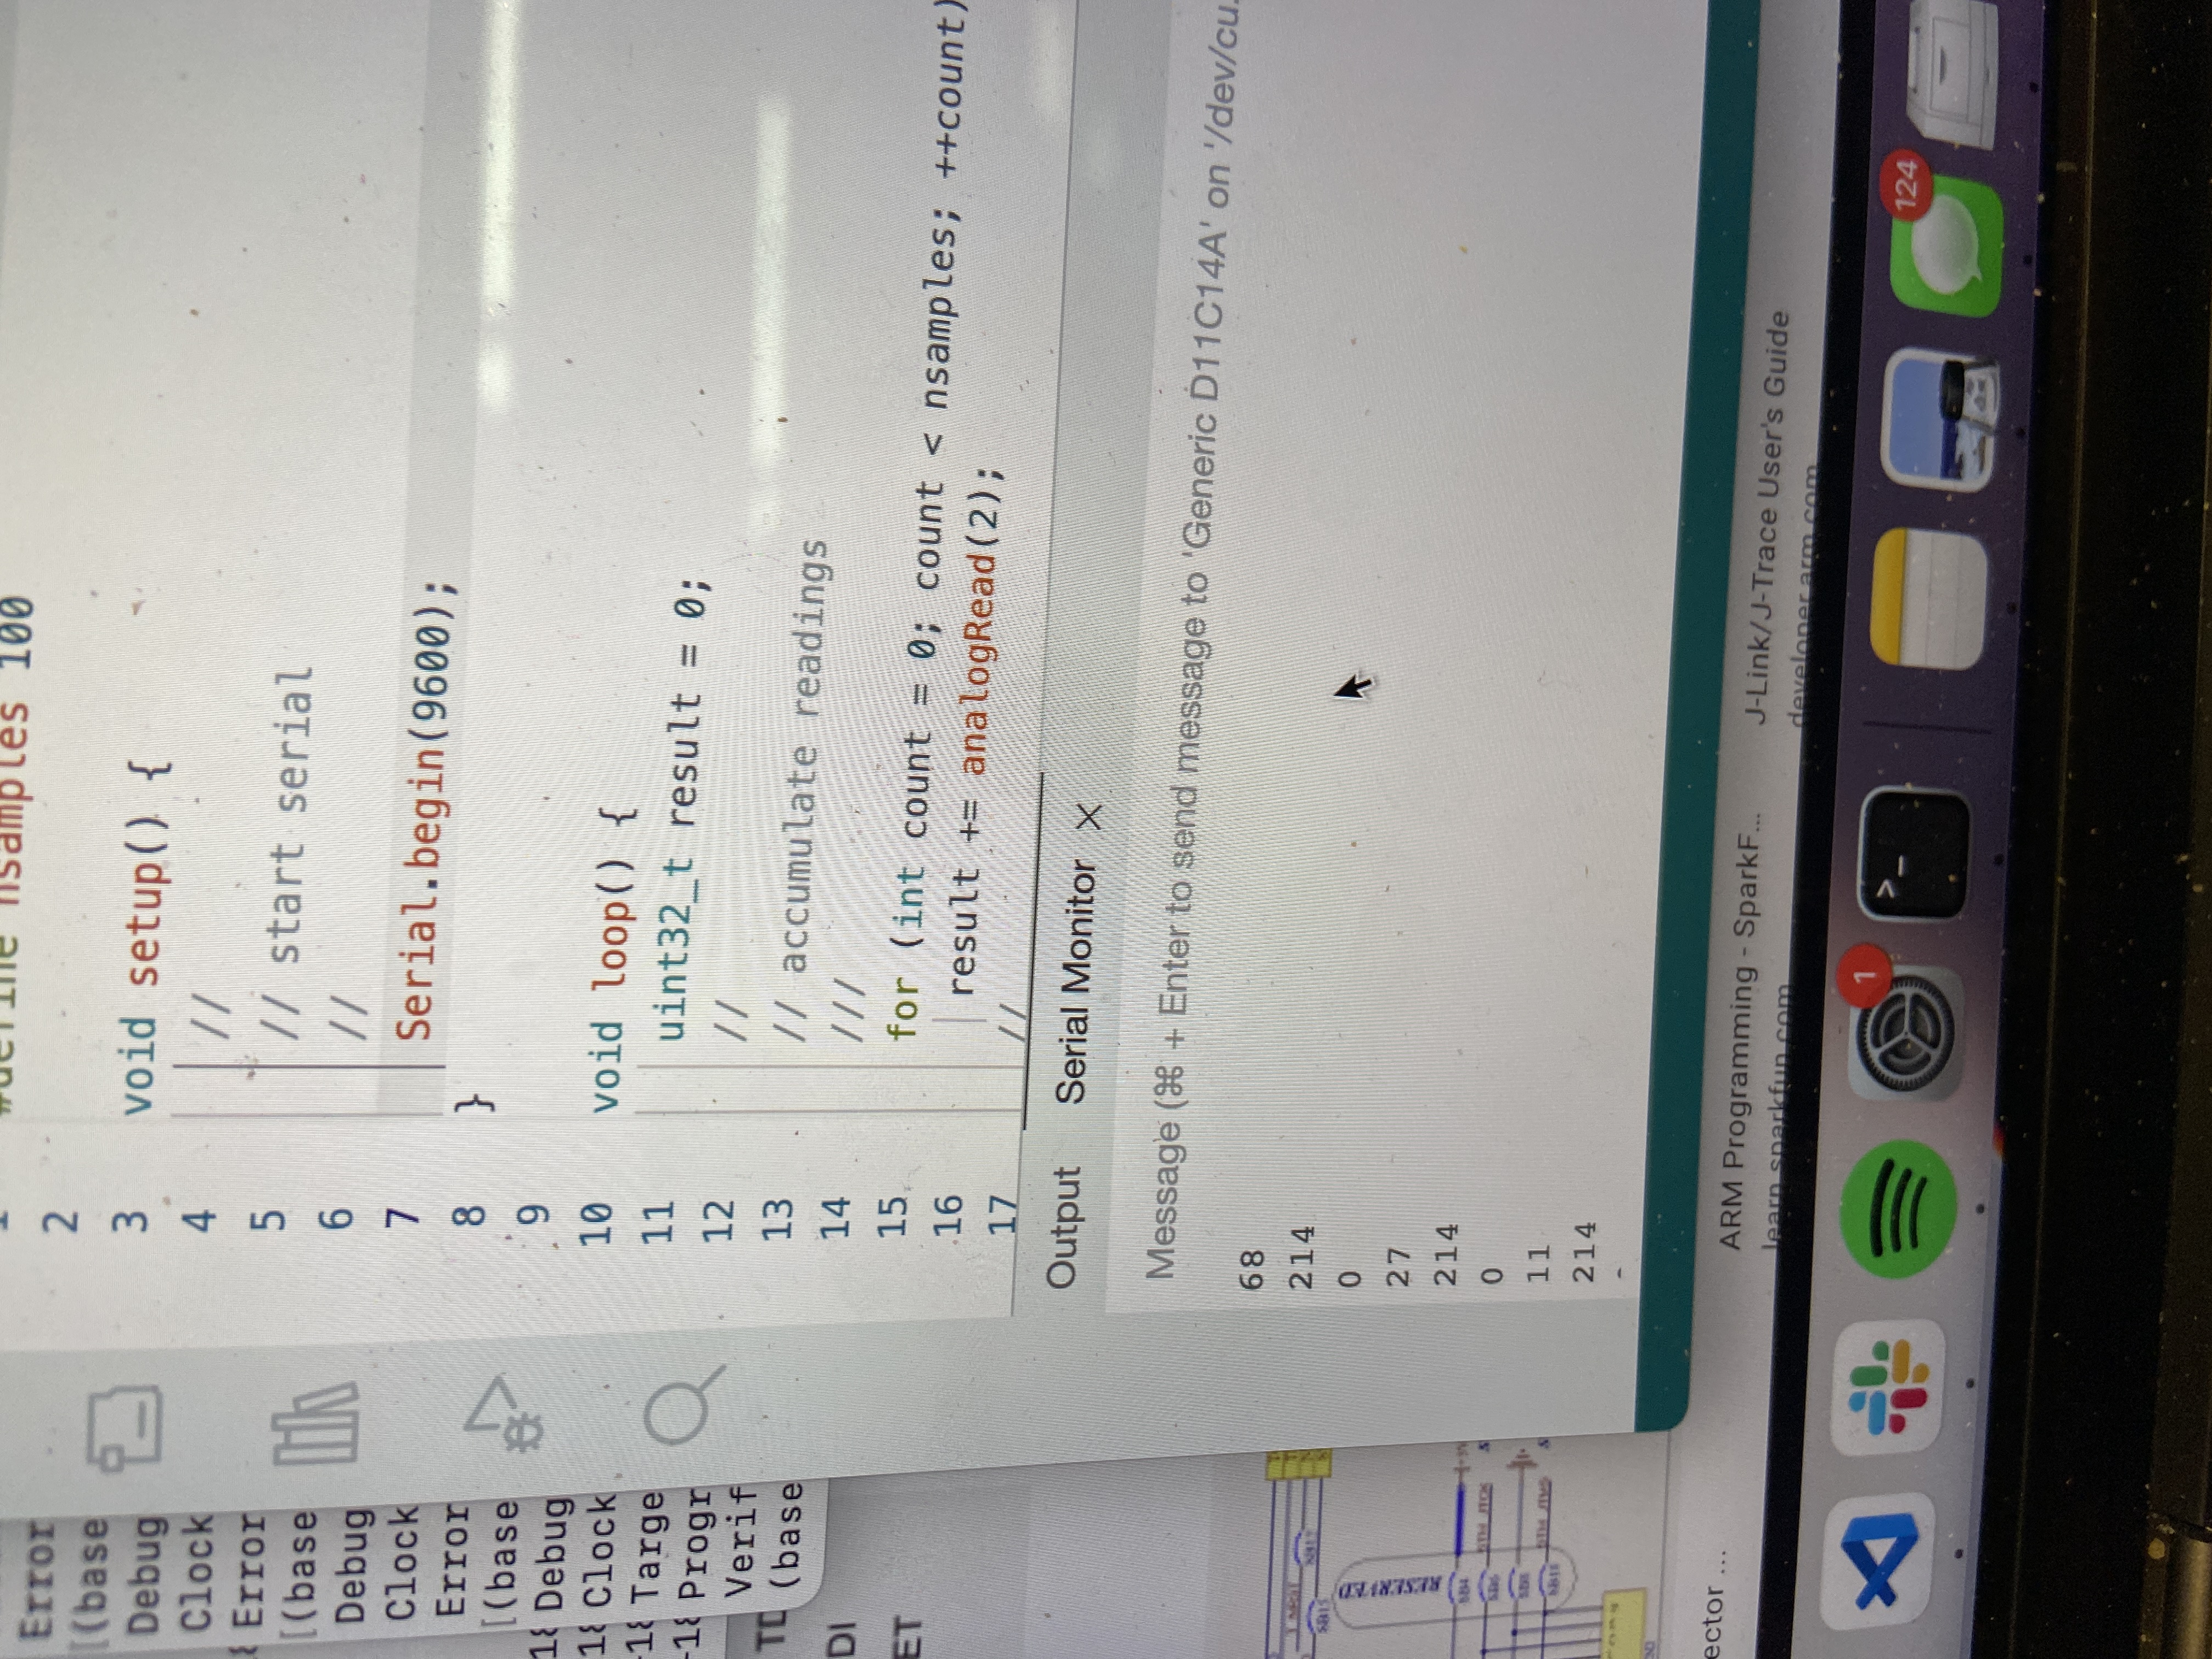 Error
[(base
Debug
Clock
Error
[(base
Debug
Clock
Error
[(base
Debug
Clock
Targe
Progr
Verif
(base
DI
ET
1
#define nsamples 100
2
3 void setup() {
4 //
5 // start serial
6 //
7 Serial.begin(9600);
8 }
9
10 void loop() {
11 uint32_t result = 0;
12 //
13 // accumulate readings
14 ///
15 for (int count = 0; count < nsamples; ++count)
16 result += analogRead(2);
17 //
Output Serial Monitor
Message (⌘ + Enter to send message to 'Generic D11C14A' on '/dev/cu.
68
214
0
27
214
0
11
214
RESERVED
ector ...
ARM Programming - SparkF...
learn.sparkfun.com
J-Link/J-Trace User's Guide
developer.arm.com
1
>_
124